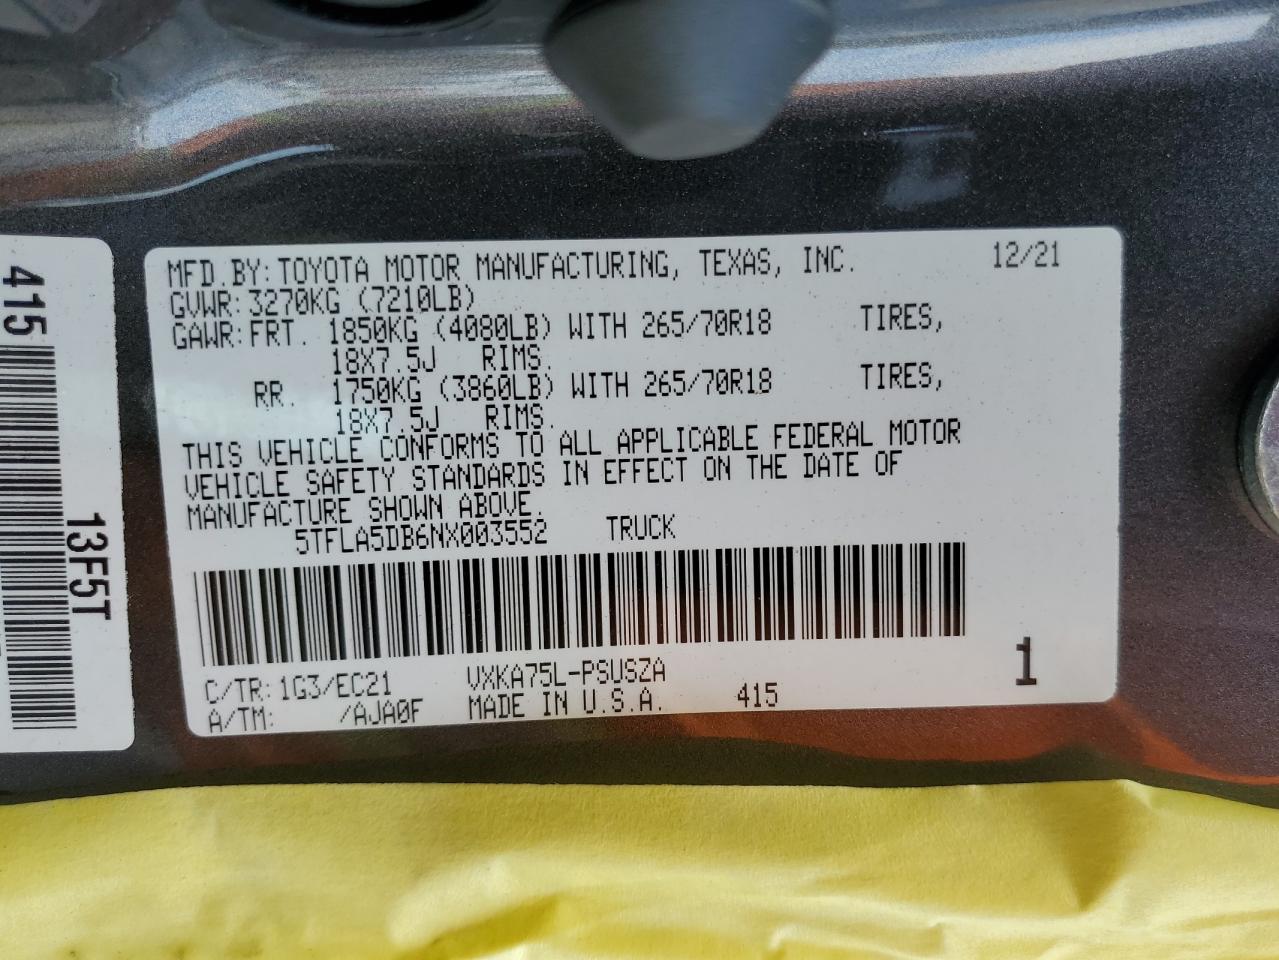 MFD.BY: TOYOTA MOTOR MANUFACTURING, TEXAS, INC. 12/21
GVWR: 3270KG (7210LB)
GAWR: FRT. 1850KG (4080LB) WITH 265/70R18 TIRES,
18X7.5J RIMS.
RR. 1750KG (3860LB) WITH 265/70R18 TIRES,
18X7.5J RIMS.
THIS VEHICLE CONFORMS TO ALL APPLICABLE FEDERAL MOTOR
VEHICLE SAFETY STANDARDS IN EFFECT ON THE DATE OF
MANUFACTURE SHOWN ABOVE.
5TFLA5DB6NX003552 TRUCK
C/TR: 1G3/EC21 VXKA75L-PSUSZA
A/TM: /AJA0F MADE IN U.S.A. 415
1
415
13F5T